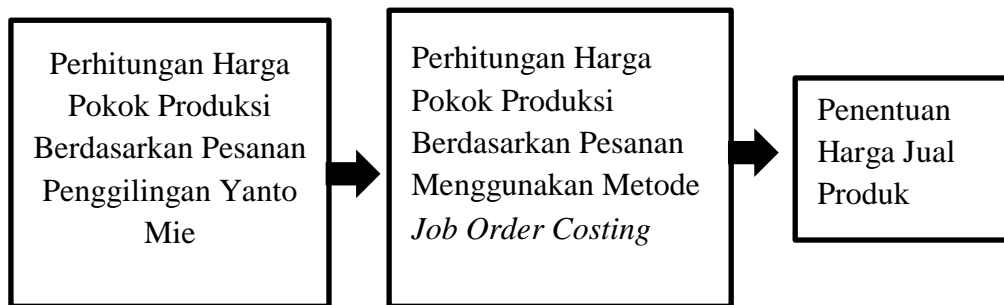 Perhitungan Harga
Pokok Produksi
Berdasarkan Pesanan
Penggilingan Yanto
Mie
Perhitungan Harga
Pokok Produksi
Berdasarkan Pesanan
Menggunakan Metode
Job Order Costing
Penentuan
Harga Jual
Produk